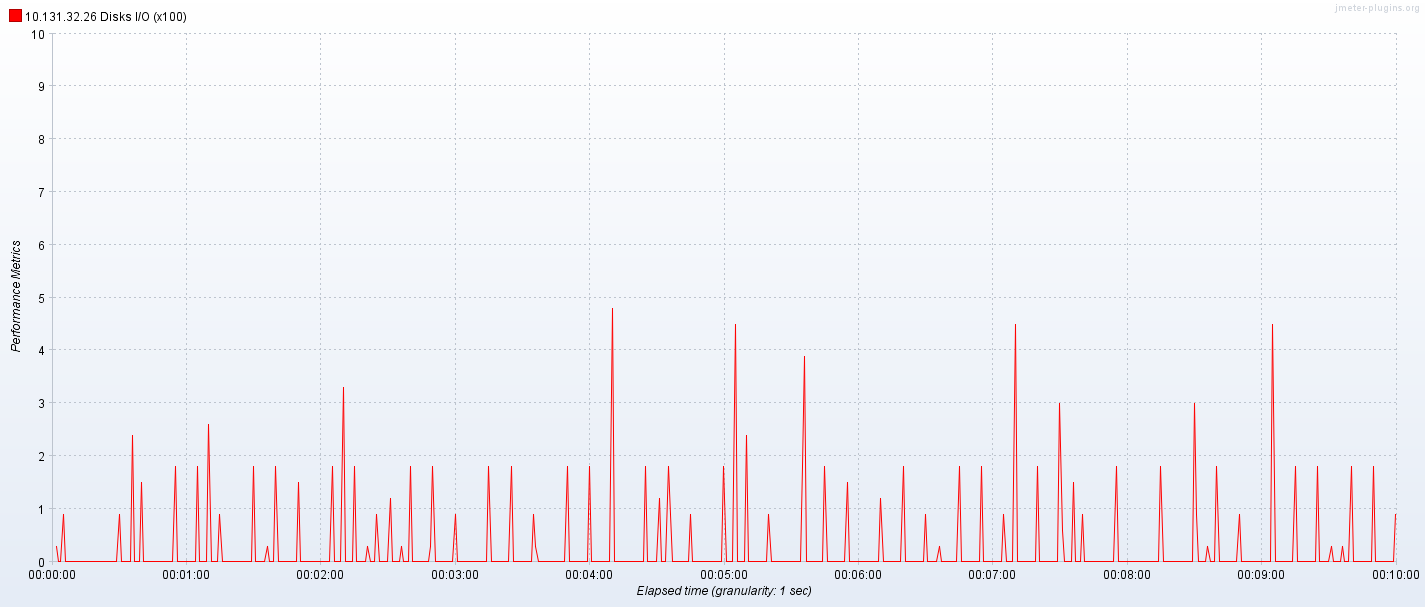 10.131.32.26 Disks I/O (x100)
jmeter-plugins.org
10
9
8
7
6
5
4
3
2
1
0
Performance Metrics
00:00:00 00:01:00 00:02:00 00:03:00 00:04:00 00:05:00 00:06:00 00:07:00 00:08:00 00:09:00 00:10:00
Elapsed time (granularity: 1 sec)